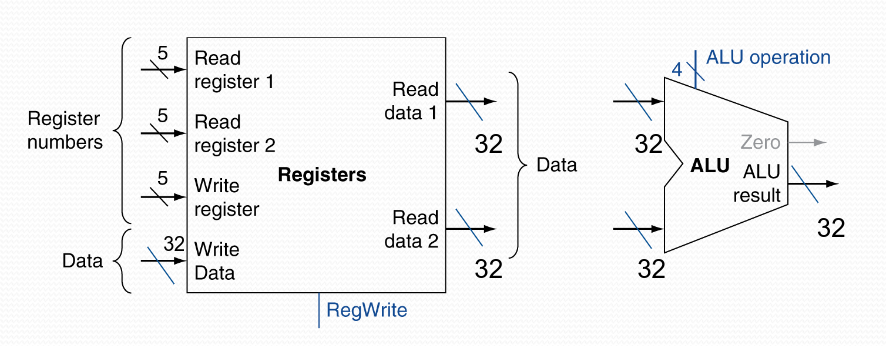 Register
numbers
Data
5
Read
register 1
5
Read
register 2
5
Write
register
32
Write
Data
Registers
Read
data 1
32
Read
data 2
32
Data
RegWrite
4
ALU operation
32
32
Zero
ALU
ALU
result
32